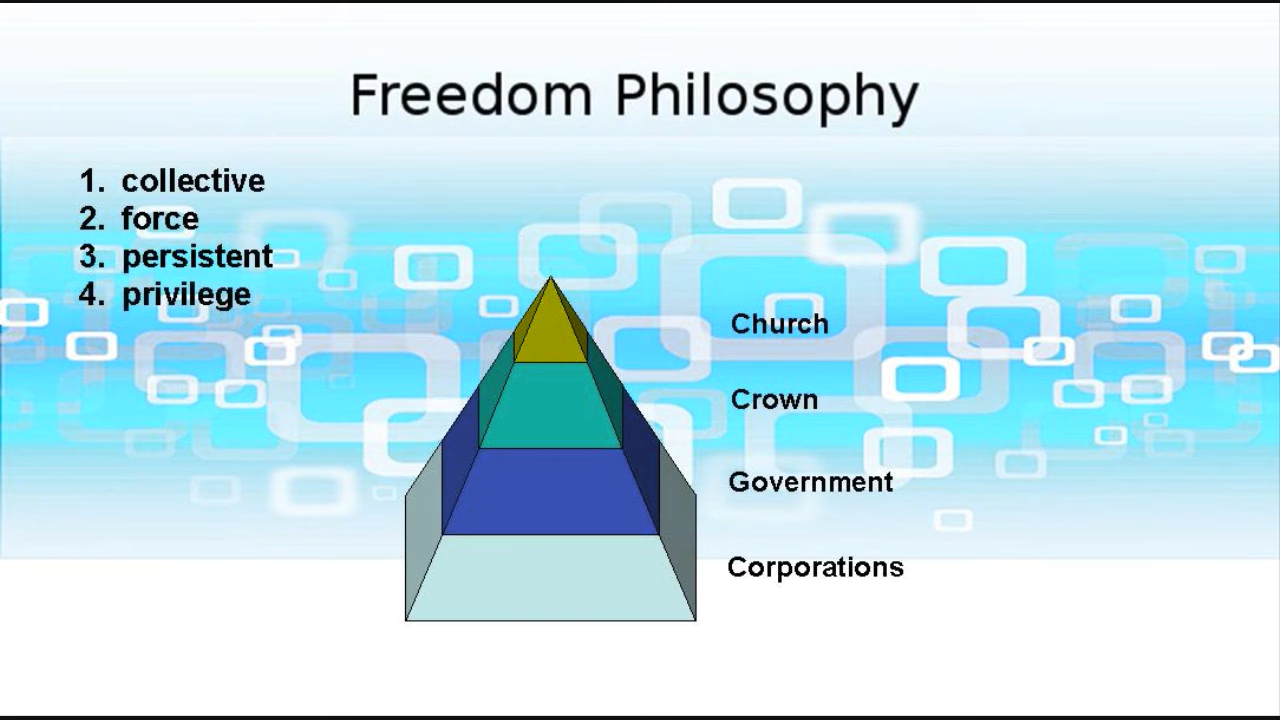 Freedom Philosophy
1. collective
2. force
3. persistent
4. privilege
Church
Crown
Government
Corporations